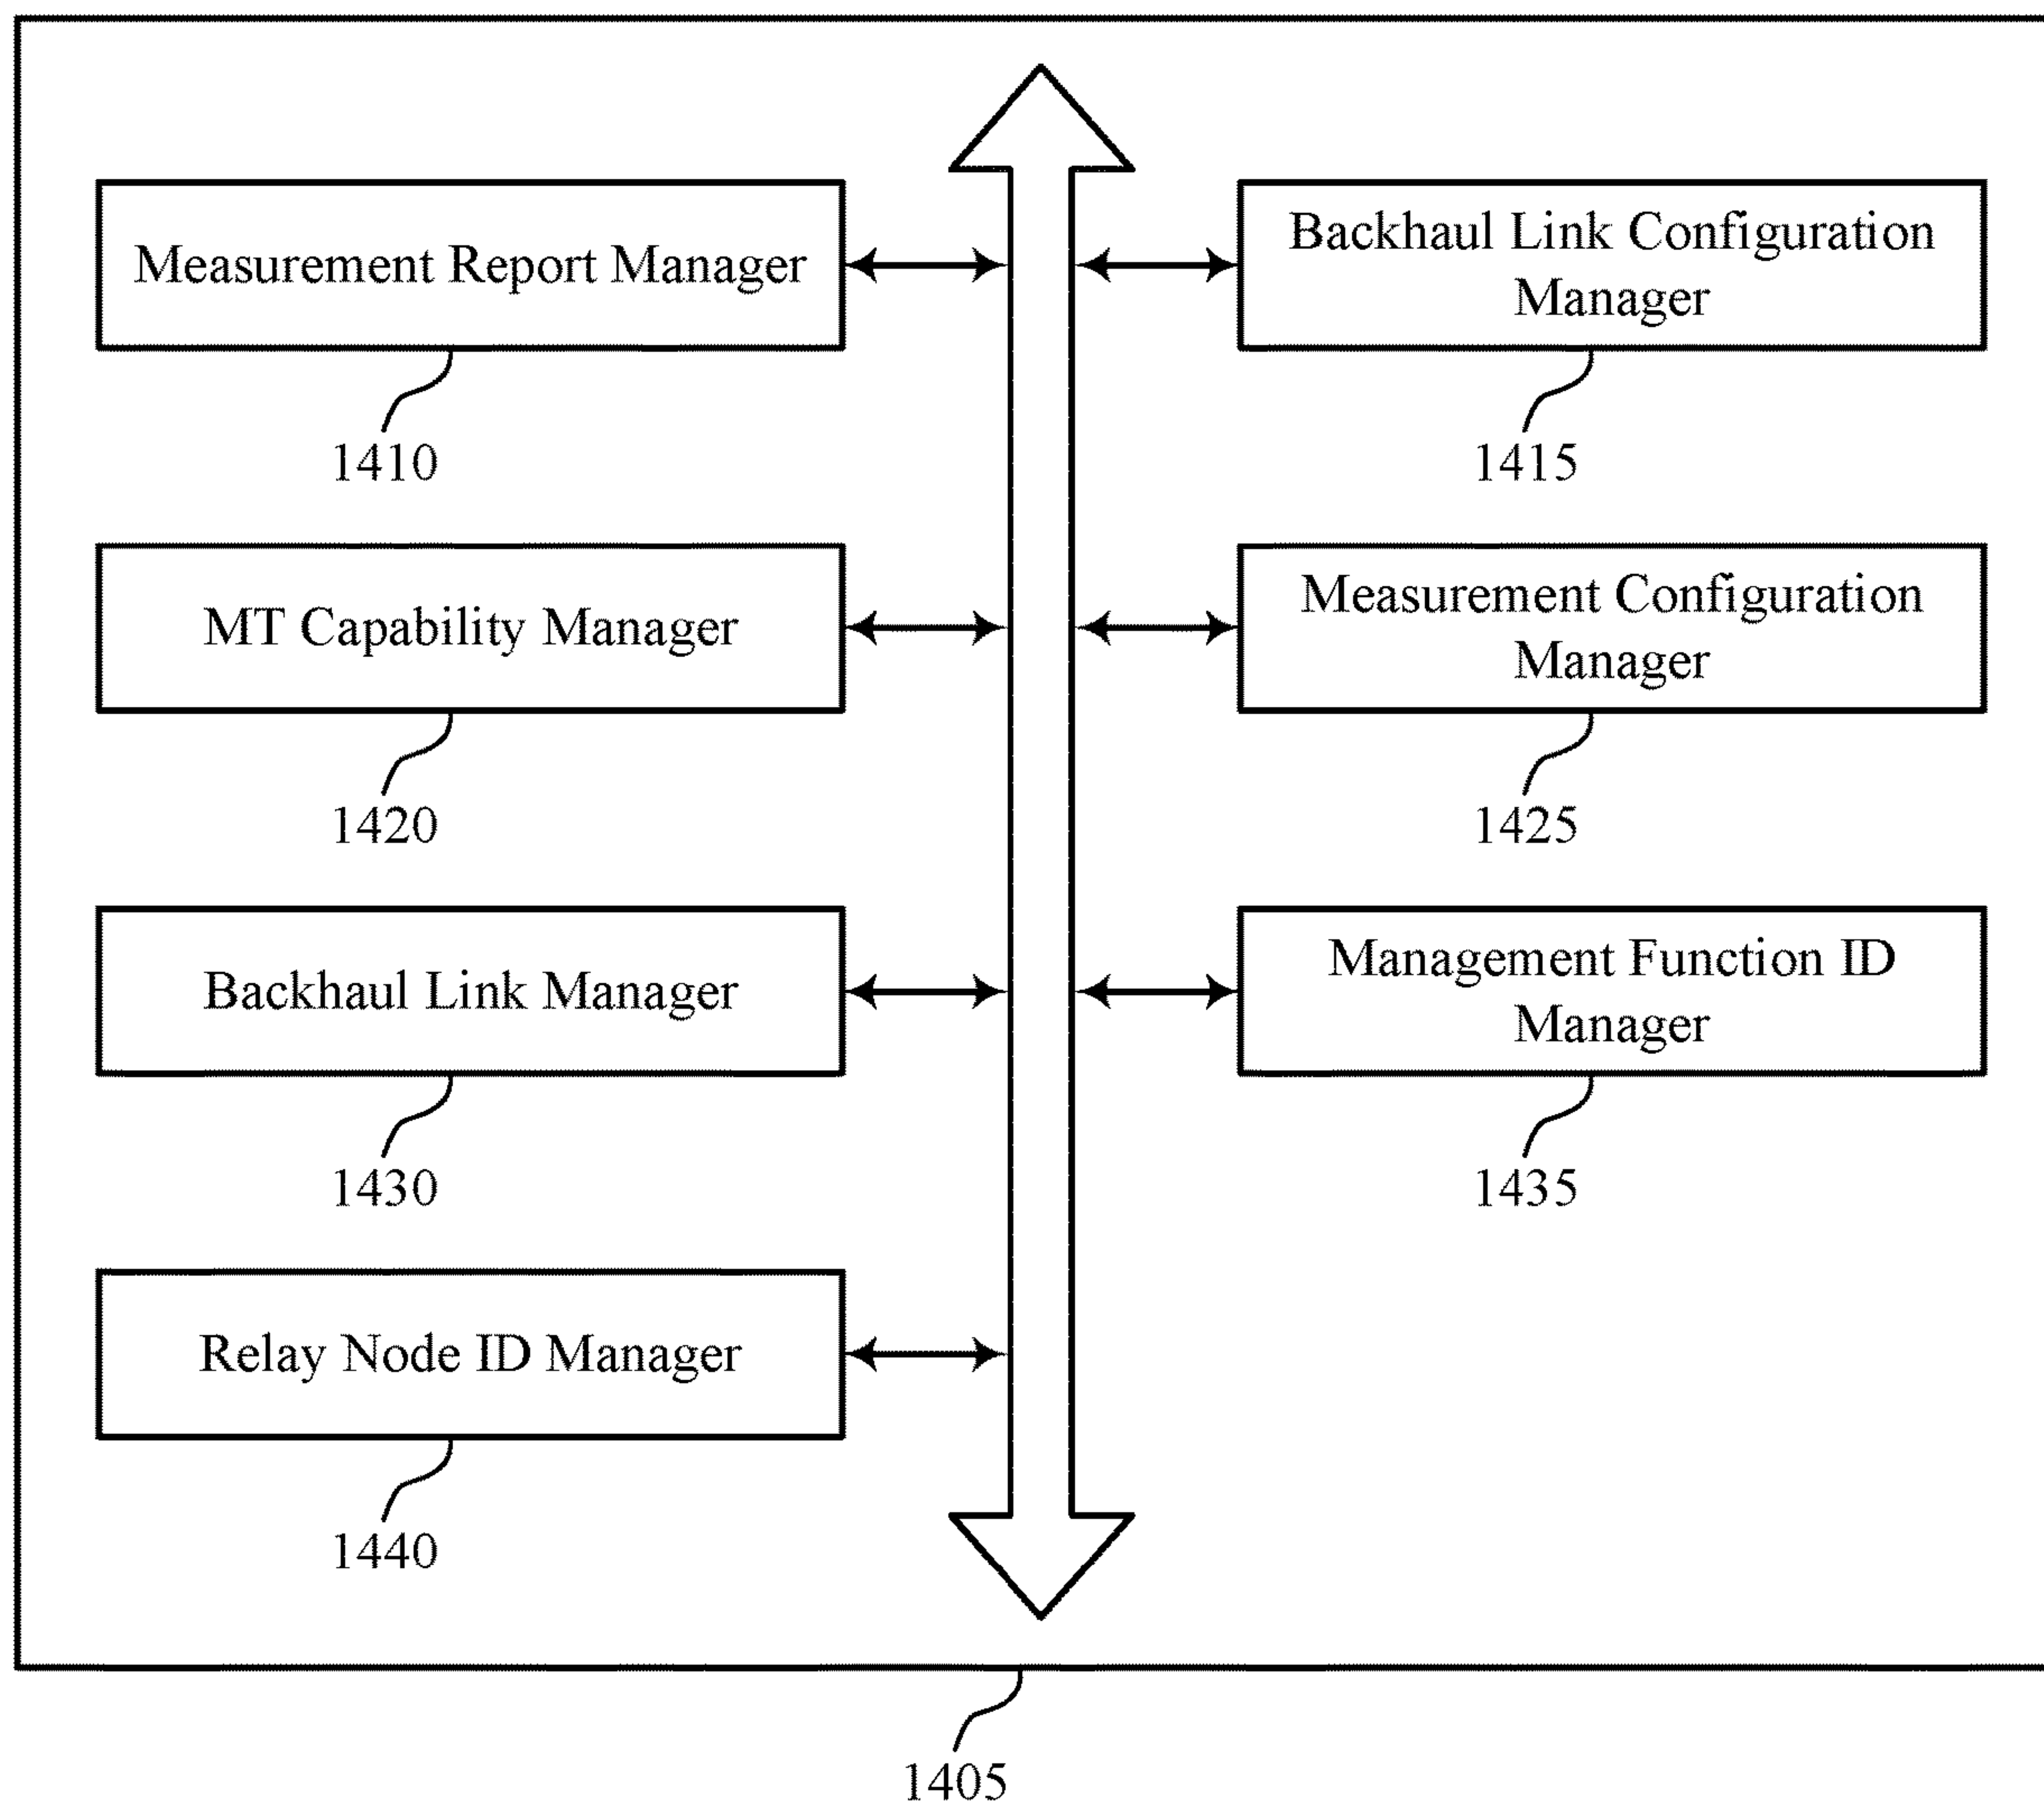 Measurement Report Manager
1410
Backhaul Link Configuration
Manager
1415
MT Capability Manager
1420
Measurement Configuration
Manager
1425
Backhaul Link Manager
1430
Management Function ID
Manager
1435
Relay Node ID Manager
1440
1405